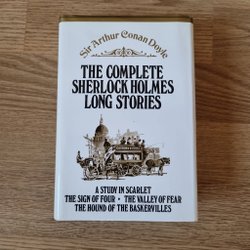 Sir Arthur Conan Doyle
THE COMPLETE
SHERLOCK HOLMES
LONG STORIES
A STUDY IN SCARLET
THE SIGN OF FOUR • THE VALLEY OF FEAR
THE HOUND OF THE BASKERVILLES